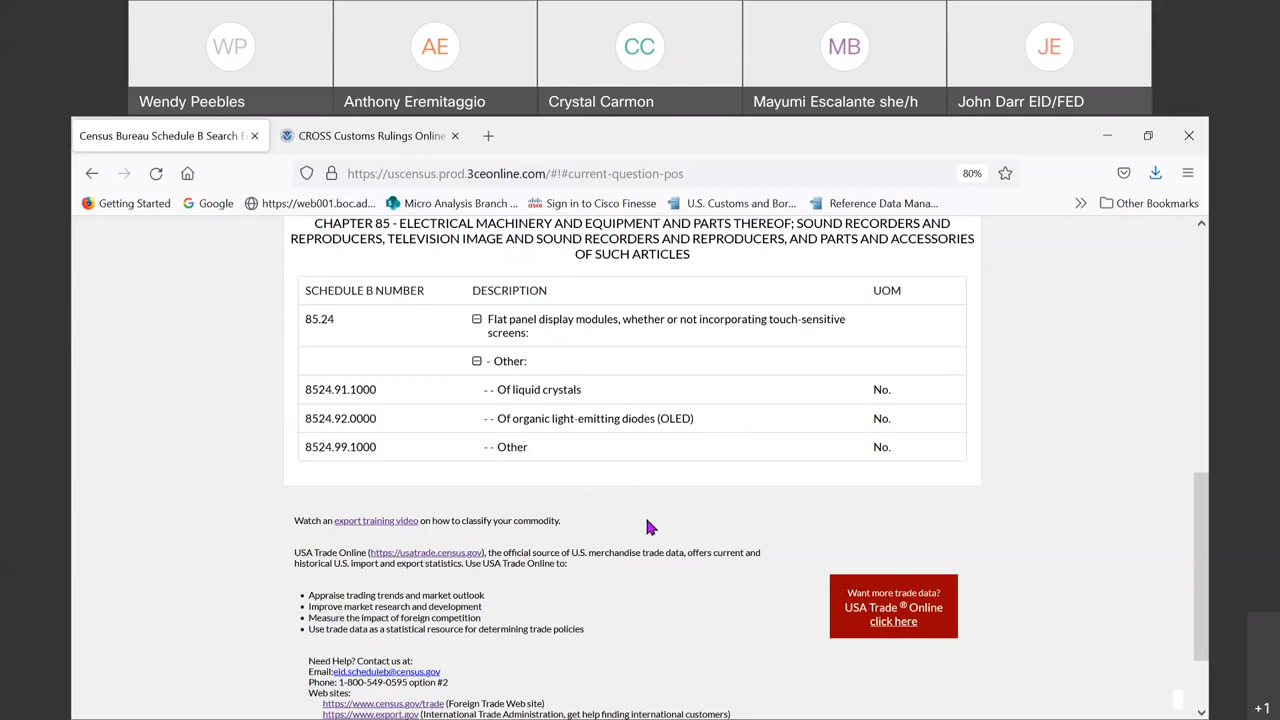 WP
AE
CC
MB
JE
Wendy Peebles
Anthony Eremitaggio
Crystal Carmon
Mayumi Escalante she/h
John Darr EID/FED
Census Bureau Schedule B Search E
CROSS Customs Rulings Online
https://uscensus.prod.3ceonline.com/#!#current-question-pos
80%
Getting Started
Google
https://web001.boc.ad...
Micro Analysis Branch ...
Sign in to Cisco Finesse
U.S. Customs and Bor...
Reference Data Mana...
Other Bookmarks
CHAPTER 85 - ELECTRICAL MACHINERY AND EQUIPMENT AND PARTS THEREOF; SOUND RECORDERS AND
REPRODUCERS, TELEVISION IMAGE AND SOUND RECORDERS AND REPRODUCERS, AND PARTS AND ACCESSORIES
OF SUCH ARTICLES
SCHEDULE B NUMBER DESCRIPTION UOM
85.24 Flat panel display modules, whether or not incorporating touch-sensitive
screens:
- Other:
8524.91.1000 - - Of liquid crystals No.
8524.92.0000 - - Of organic light-emitting diodes (OLED) No.
8524.99.1000 - - Other No.
Watch an export training video on how to classify your commodity.
USA Trade Online (https://usatrade.census.gov), the official source of U.S. merchandise trade data, offers current and
historical U.S. import and export statistics. Use USA Trade Online to:
• Appraise trading trends and market outlook
• Improve market research and development
• Measure the impact of foreign competition
• Use trade data as a statistical resource for determining trade policies
Want more trade data?
USA Trade ® Online
click here
Need Help? Contact us at:
Email:eid.scheduleb@census.gov
Phone: 1-800-549-0595 option #2
Web sites:
https://www.census.gov/trade (Foreign Trade Web site)
https://www.export.gov (International Trade Administration, get help finding international customers)
+1